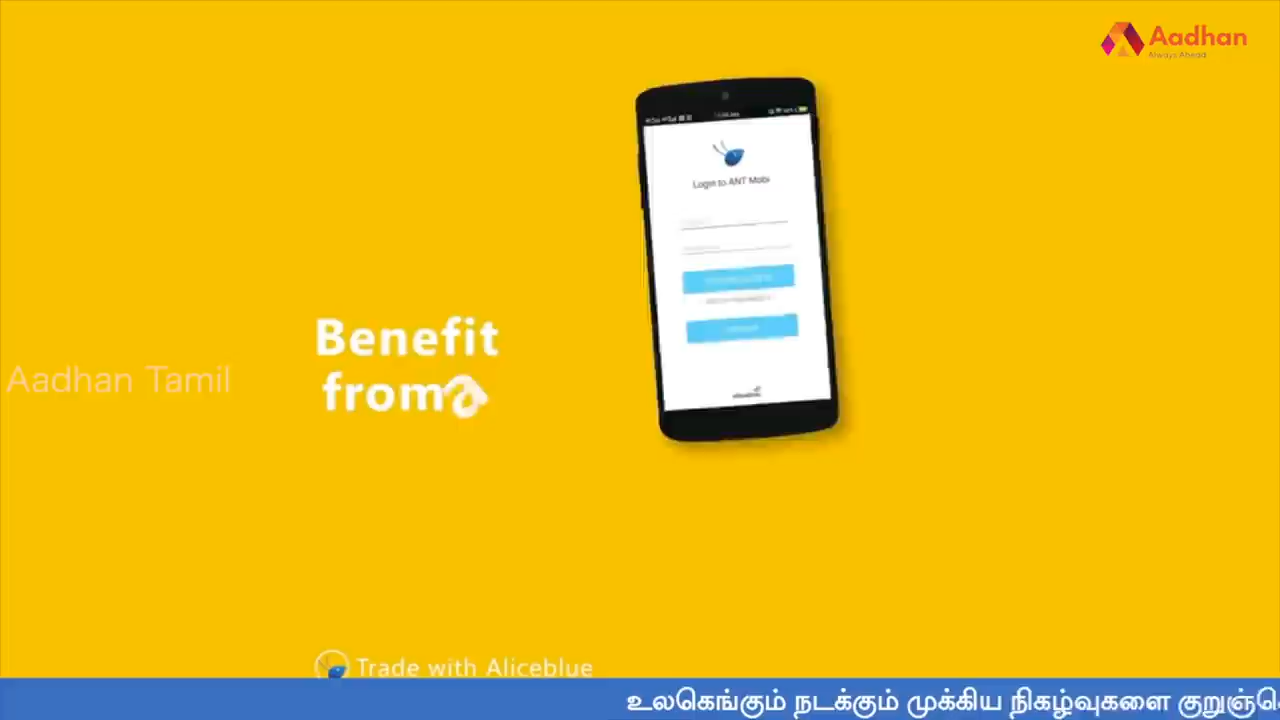 Aadhan
Always Ahead
Login to ANT Mobi
Benefit
from a
Aadhan Tamil
Trade with Aliceblue
உலகெங்கும் நடக்கும் முக்கிய நிகழ்வுகளை